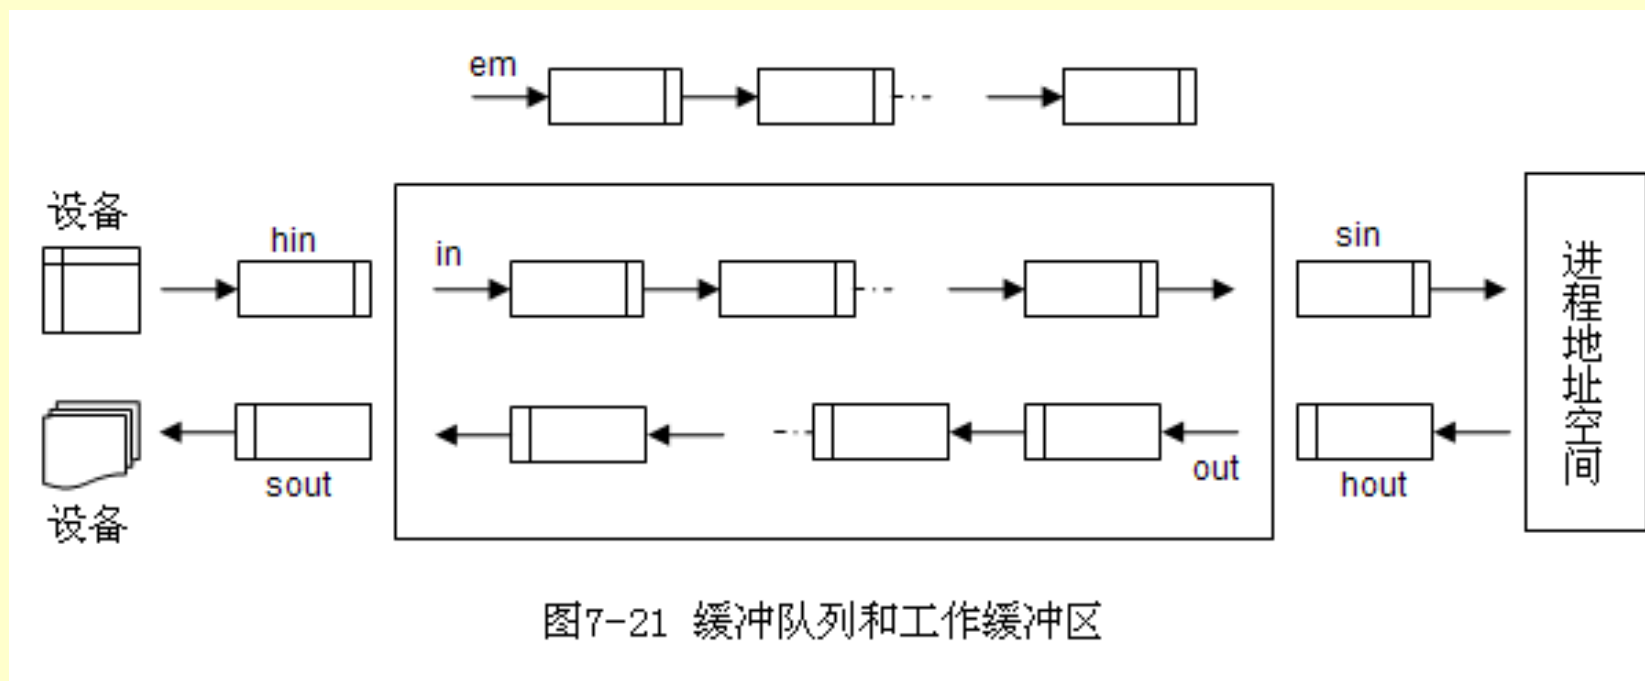 em
设备
hin
in
sin
进程地址空间
sout
out
hout
设备
图7-21 缓冲队列和工作缓冲区